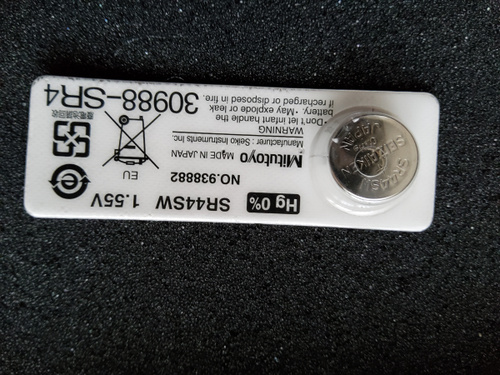 Hg 0% SR44SW 1.55V
NO.938882
Mitutoyo MADE IN JAPAN
Manufacturer : Seiko Instruments Inc.
WARNING
•Don't let infant handle the
battery. •May explode or leak
if recharged or disposed in fire.
30988-SR4
EU
SR44SW
JAPAN